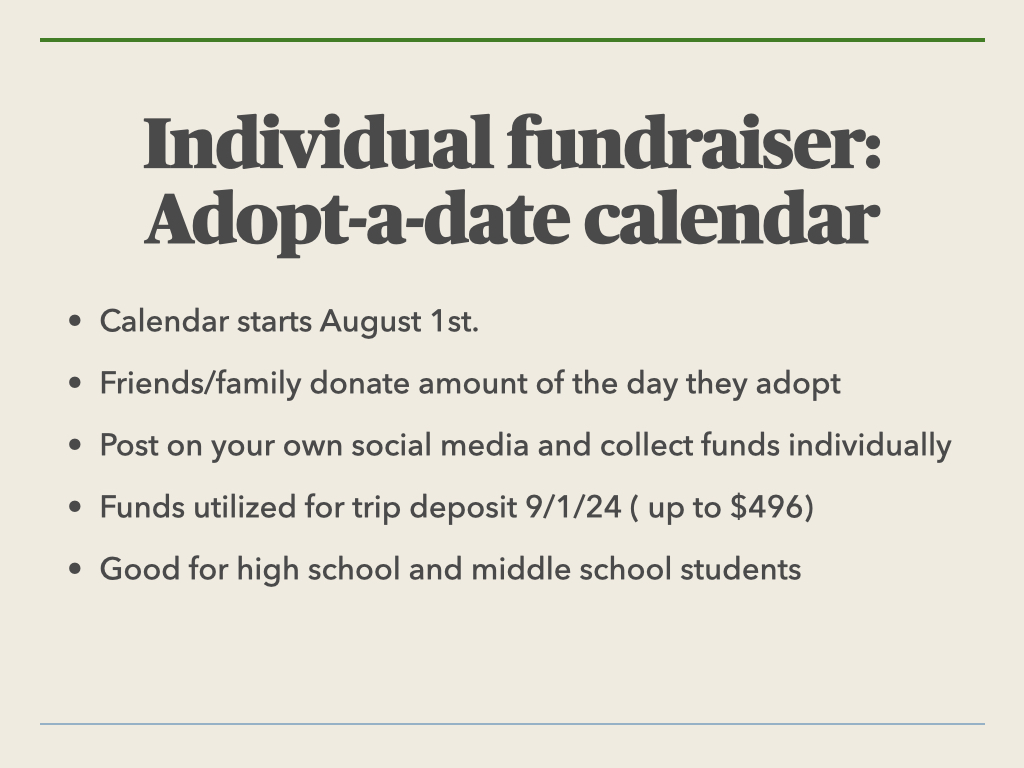 Individual fundraiser:
Adopt-a-date calendar
• Calendar starts August 1st.
• Friends/family donate amount of the day they adopt
• Post on your own social media and collect funds individually
• Funds utilized for trip deposit 9/1/24 ( up to $496)
• Good for high school and middle school students